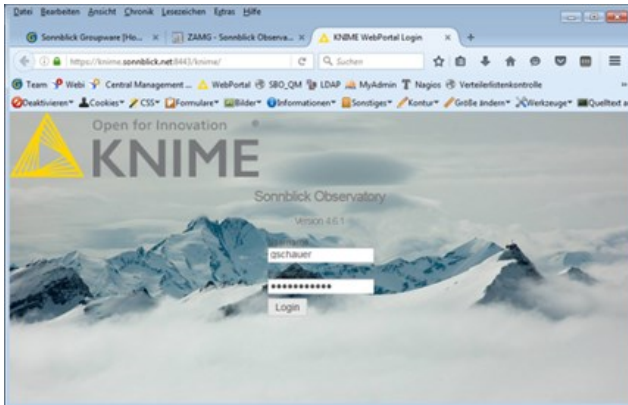 Datei Bearbeiten Ansicht Chronik Lesezeichen Extras Hilfe
Sonnblick Groupware [Ho... × ZAMG - Sonnblick Observa... × KNIME WebPortal Login × +
https://knime.sonnblick.net:8443/knime/ Suchen
Team Webi Central Management... WebPortal SBO_QM LDAP MyAdmin Nagios Verteilerlistenkontrolle »
Deaktivieren Cookies CSS Formulare Bilder Informationen Sonstiges Kontur Größe ändern Werkzeuge Quelltext a
Open for Innovation ®
KNIME
Sonnblick Observatory
Version 4.6.1
Username
gschauer
Login